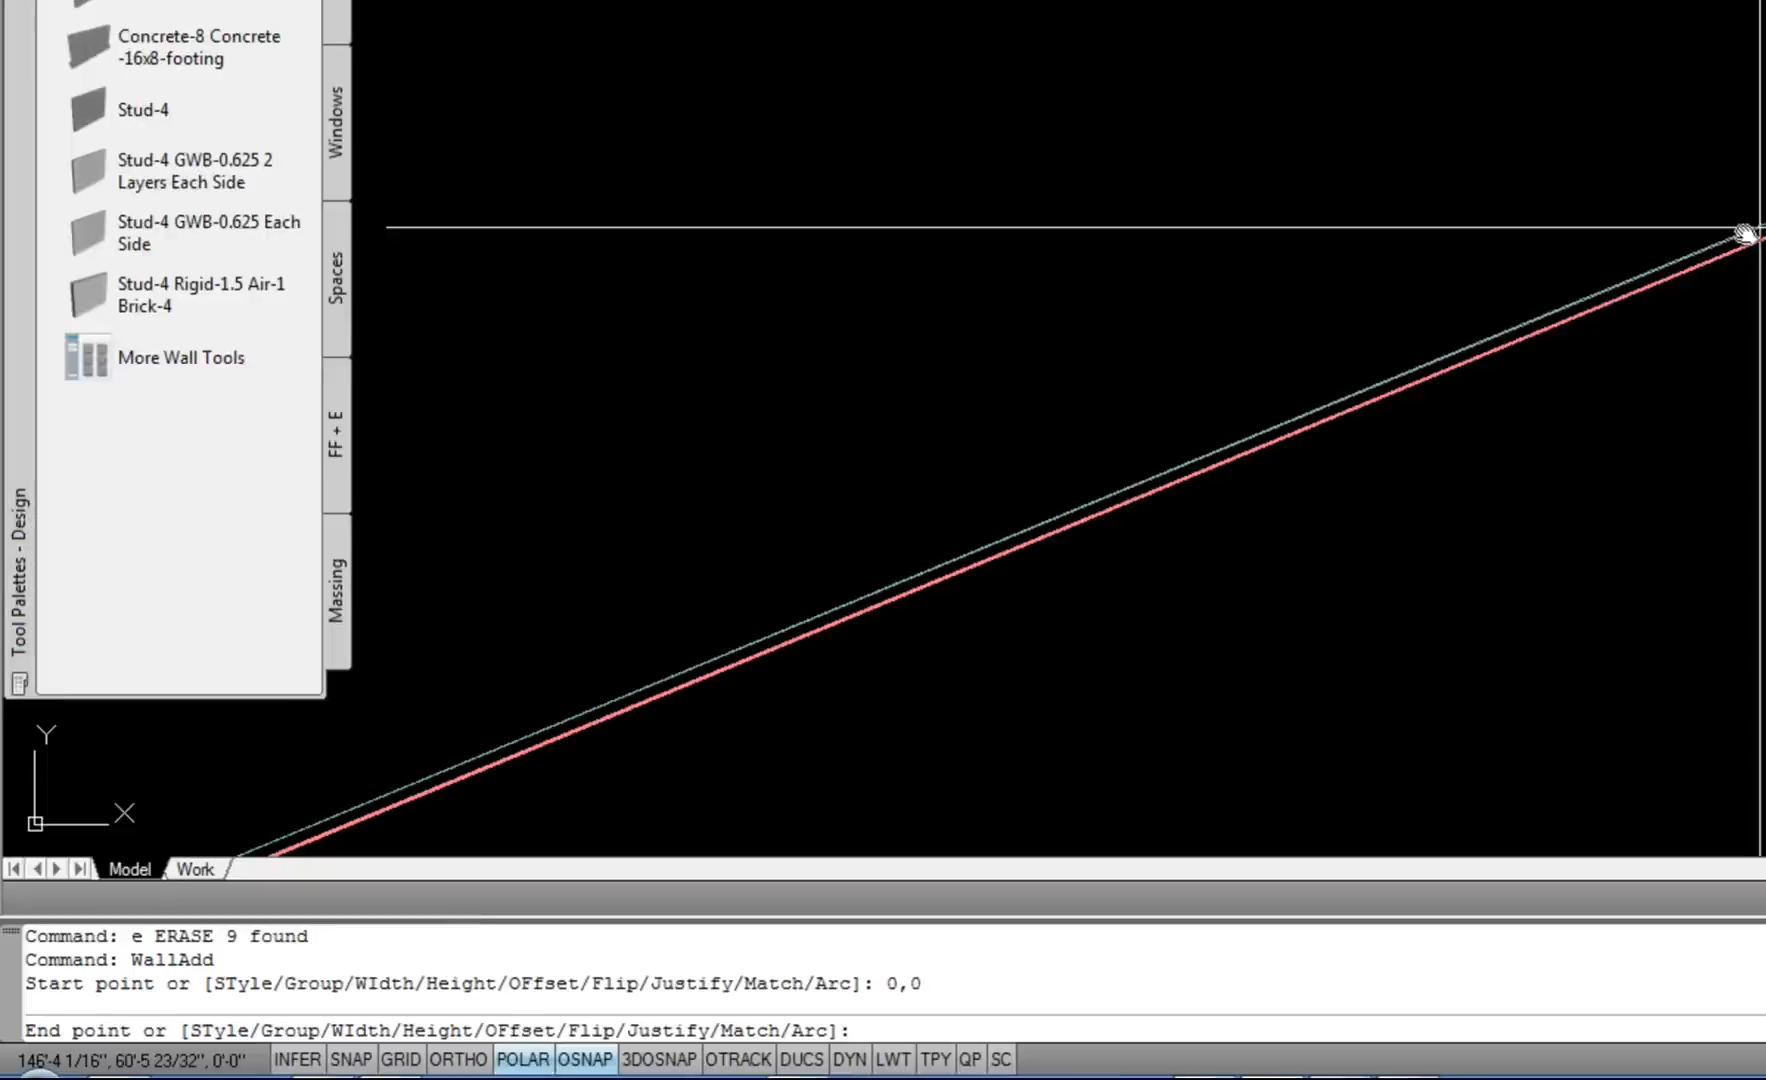 Concrete-8 Concrete
-16x8-footing
Stud-4
Stud-4 GWB-0.625 2
Layers Each Side
Stud-4 GWB-0.625 Each
Side
Stud-4 Rigid-1.5 Air-1
Brick-4
More Wall Tools
Windows
Spaces
FF + E
Massing
Tool Palettes - Design
Y
X
Model
Work
Command: e ERASE 9 found
Command: WallAdd
Start point or [STyle/Group/WIdth/Height/OFfset/Flip/Justify/Match/Arc]: 0,0
End point or [STyle/Group/WIdth/Height/OFfset/Flip/Justify/Match/Arc]:
146'-4 1/16", 60'-5 23/32", 0'-0" INFER SNAP GRID ORTHO POLAR OSNAP 3DOSNAP OTRACK DUCS DYN LWT TPY QP SC